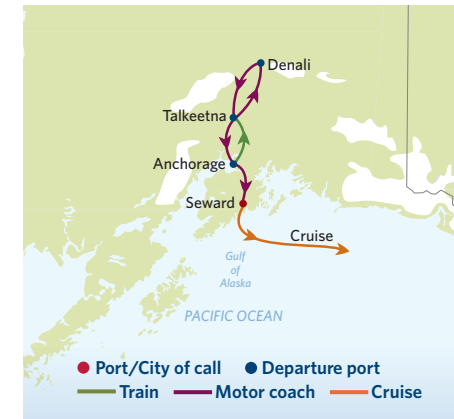 Denali
Talkeetna
Anchorage
Seward
Cruise
Gulf
of
Alaska
PACIFIC OCEAN
Port/City of call Departure port
Train Motor coach Cruise